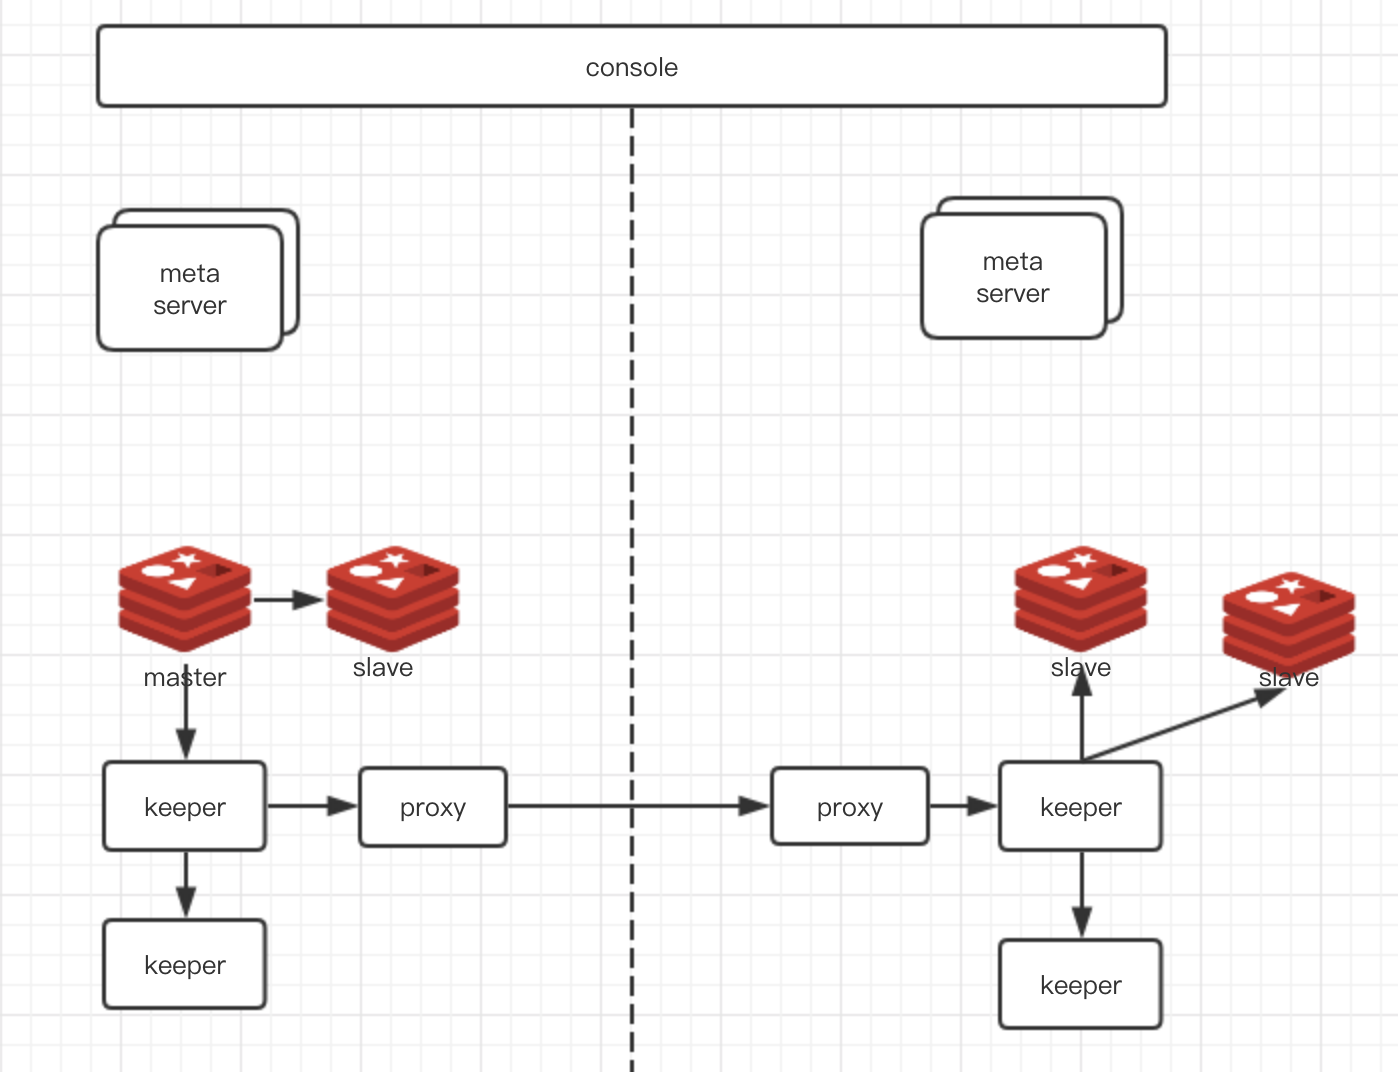 console
meta
server
meta
server
master
slave
slave
slave
keeper
proxy
proxy
keeper
keeper
keeper